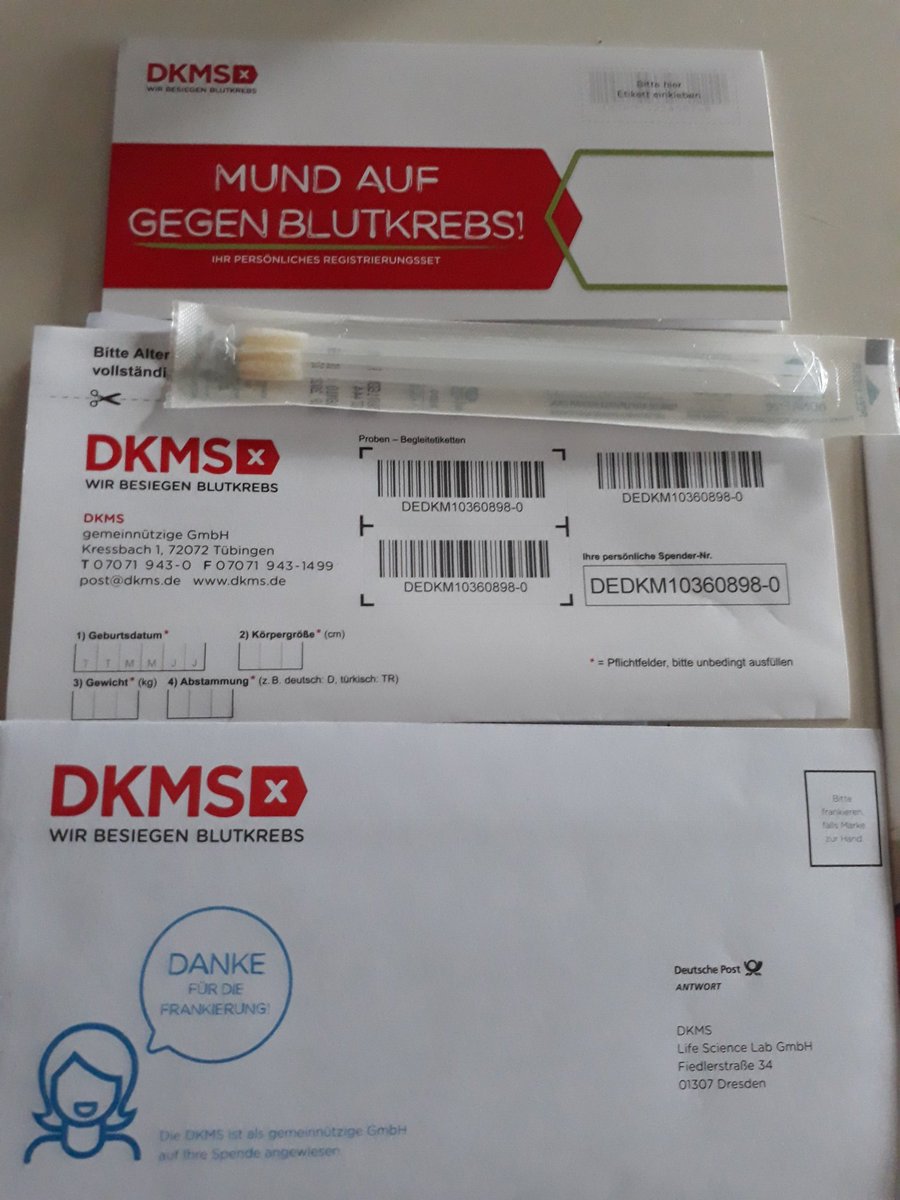 DKMS
WIR BESIEGEN BLUTKREBS
Bitte hier
Etikett einkleben
MUND AUF
GEGEN BLUTKREBS!
IHR PERSÖNLICHES REGISTRIERUNGSSET
Bitte Alter
vollständi
DKMS
WIR BESIEGEN BLUTKREBS
DKMS
gemeinnützige GmbH
Kressbach 1, 72072 Tübingen
T 07071 943-0 F 07071 943-1499
post@dkms.de www.dkms.de
Proben – Begleitetiketten
DEDKM10360898-0
DEDKM10360898-0
DEDKM10360898-0
Ihre persönliche Spender-Nr.
DEDKM10360898-0
1) Geburtsdatum * 2) Körpergröße * (cm)
T T M M J J
* = Pflichtfelder, bitte unbedingt ausfüllen
3) Gewicht * (kg) 4) Abstammung * (z. B. deutsch: D, türkisch: TR)
DKMS
WIR BESIEGEN BLUTKREBS
Bitte
frankieren,
falls Marke
zur Hand
DANKE
FÜR DIE
FRANKIERUNG!
Deutsche Post
ANTWORT
DKMS
Life Science Lab GmbH
Fiedlerstraße 34
01307 Dresden
Die DKMS ist als gemeinnützige GmbH
auf Ihre Spende angewiesen.